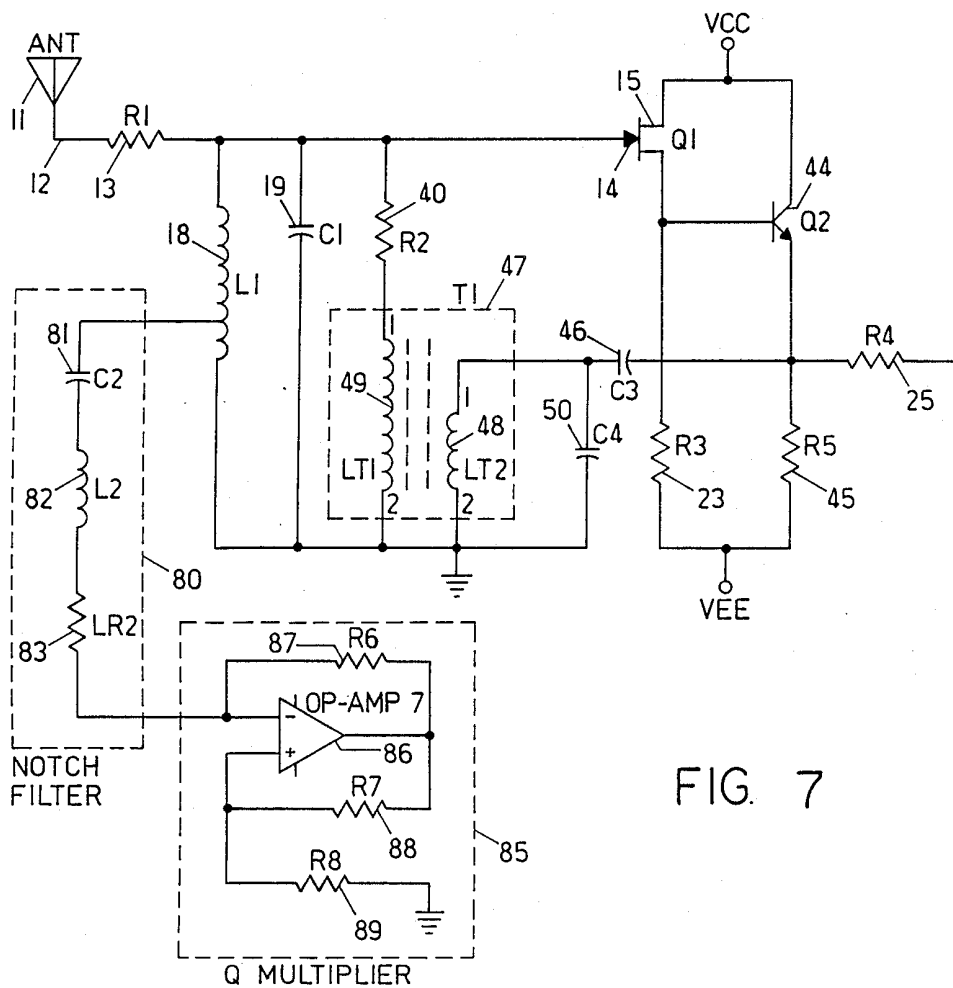 VCC
ANT
15
11
R1
Q1
12
13
14
44
19
40
Q2
18
C1
R2
47
L1
T1
81
46
R4
C2
1
49
1
50
C3
25
48
C4
R3
R5
82
L2
LT1
LT2
23
45
2
2
80
83
LR2
VEE
87
R6
OP-AMP 7
-
+
86
NOTCH
FILTER
R7
88
85
FIG. 7
R8
89
Q MULTIPLIER